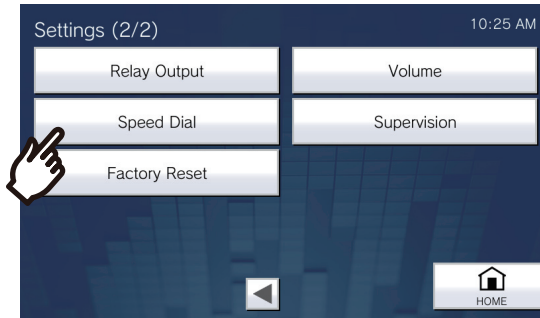 Settings (2/2)
10:25 AM
Relay Output
Volume
Speed Dial
Supervision
Factory Reset
HOME